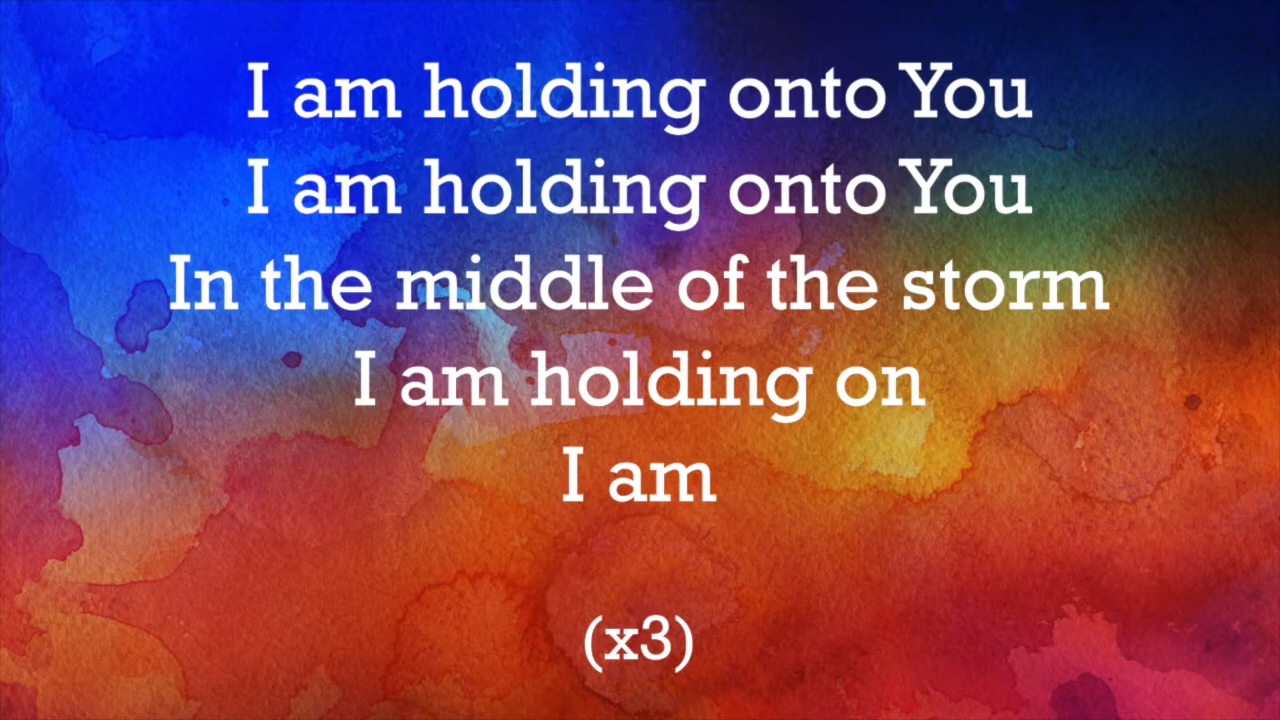 I am holding onto You
I am holding onto You
In the middle of the storm
I am holding on
I am
(x3)